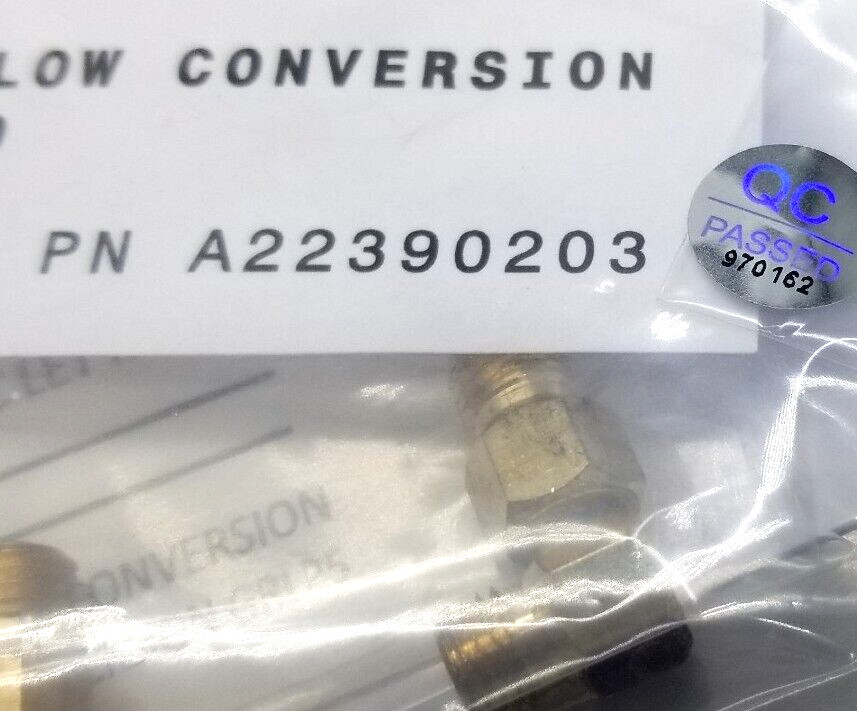 LOW CONVERSION
PN A22390203
QC
PASSED
970162
CONVERSION